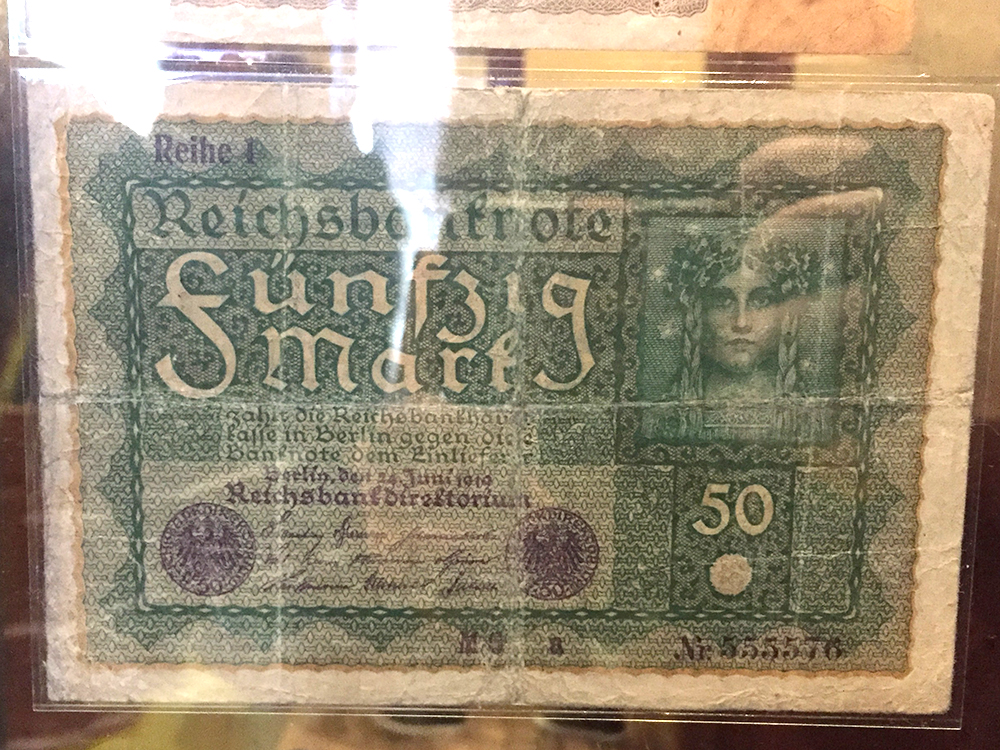 Reihe 1
Reichsbanknote
Fünfzig
Mark
zahlt die Reichsbankhau
kasse in Berlin gegen diese
Banknote dem Einlieferer
Berlin, den 24. Juni 1919
Reichsbankdirektorium
50
a
Nr 555576